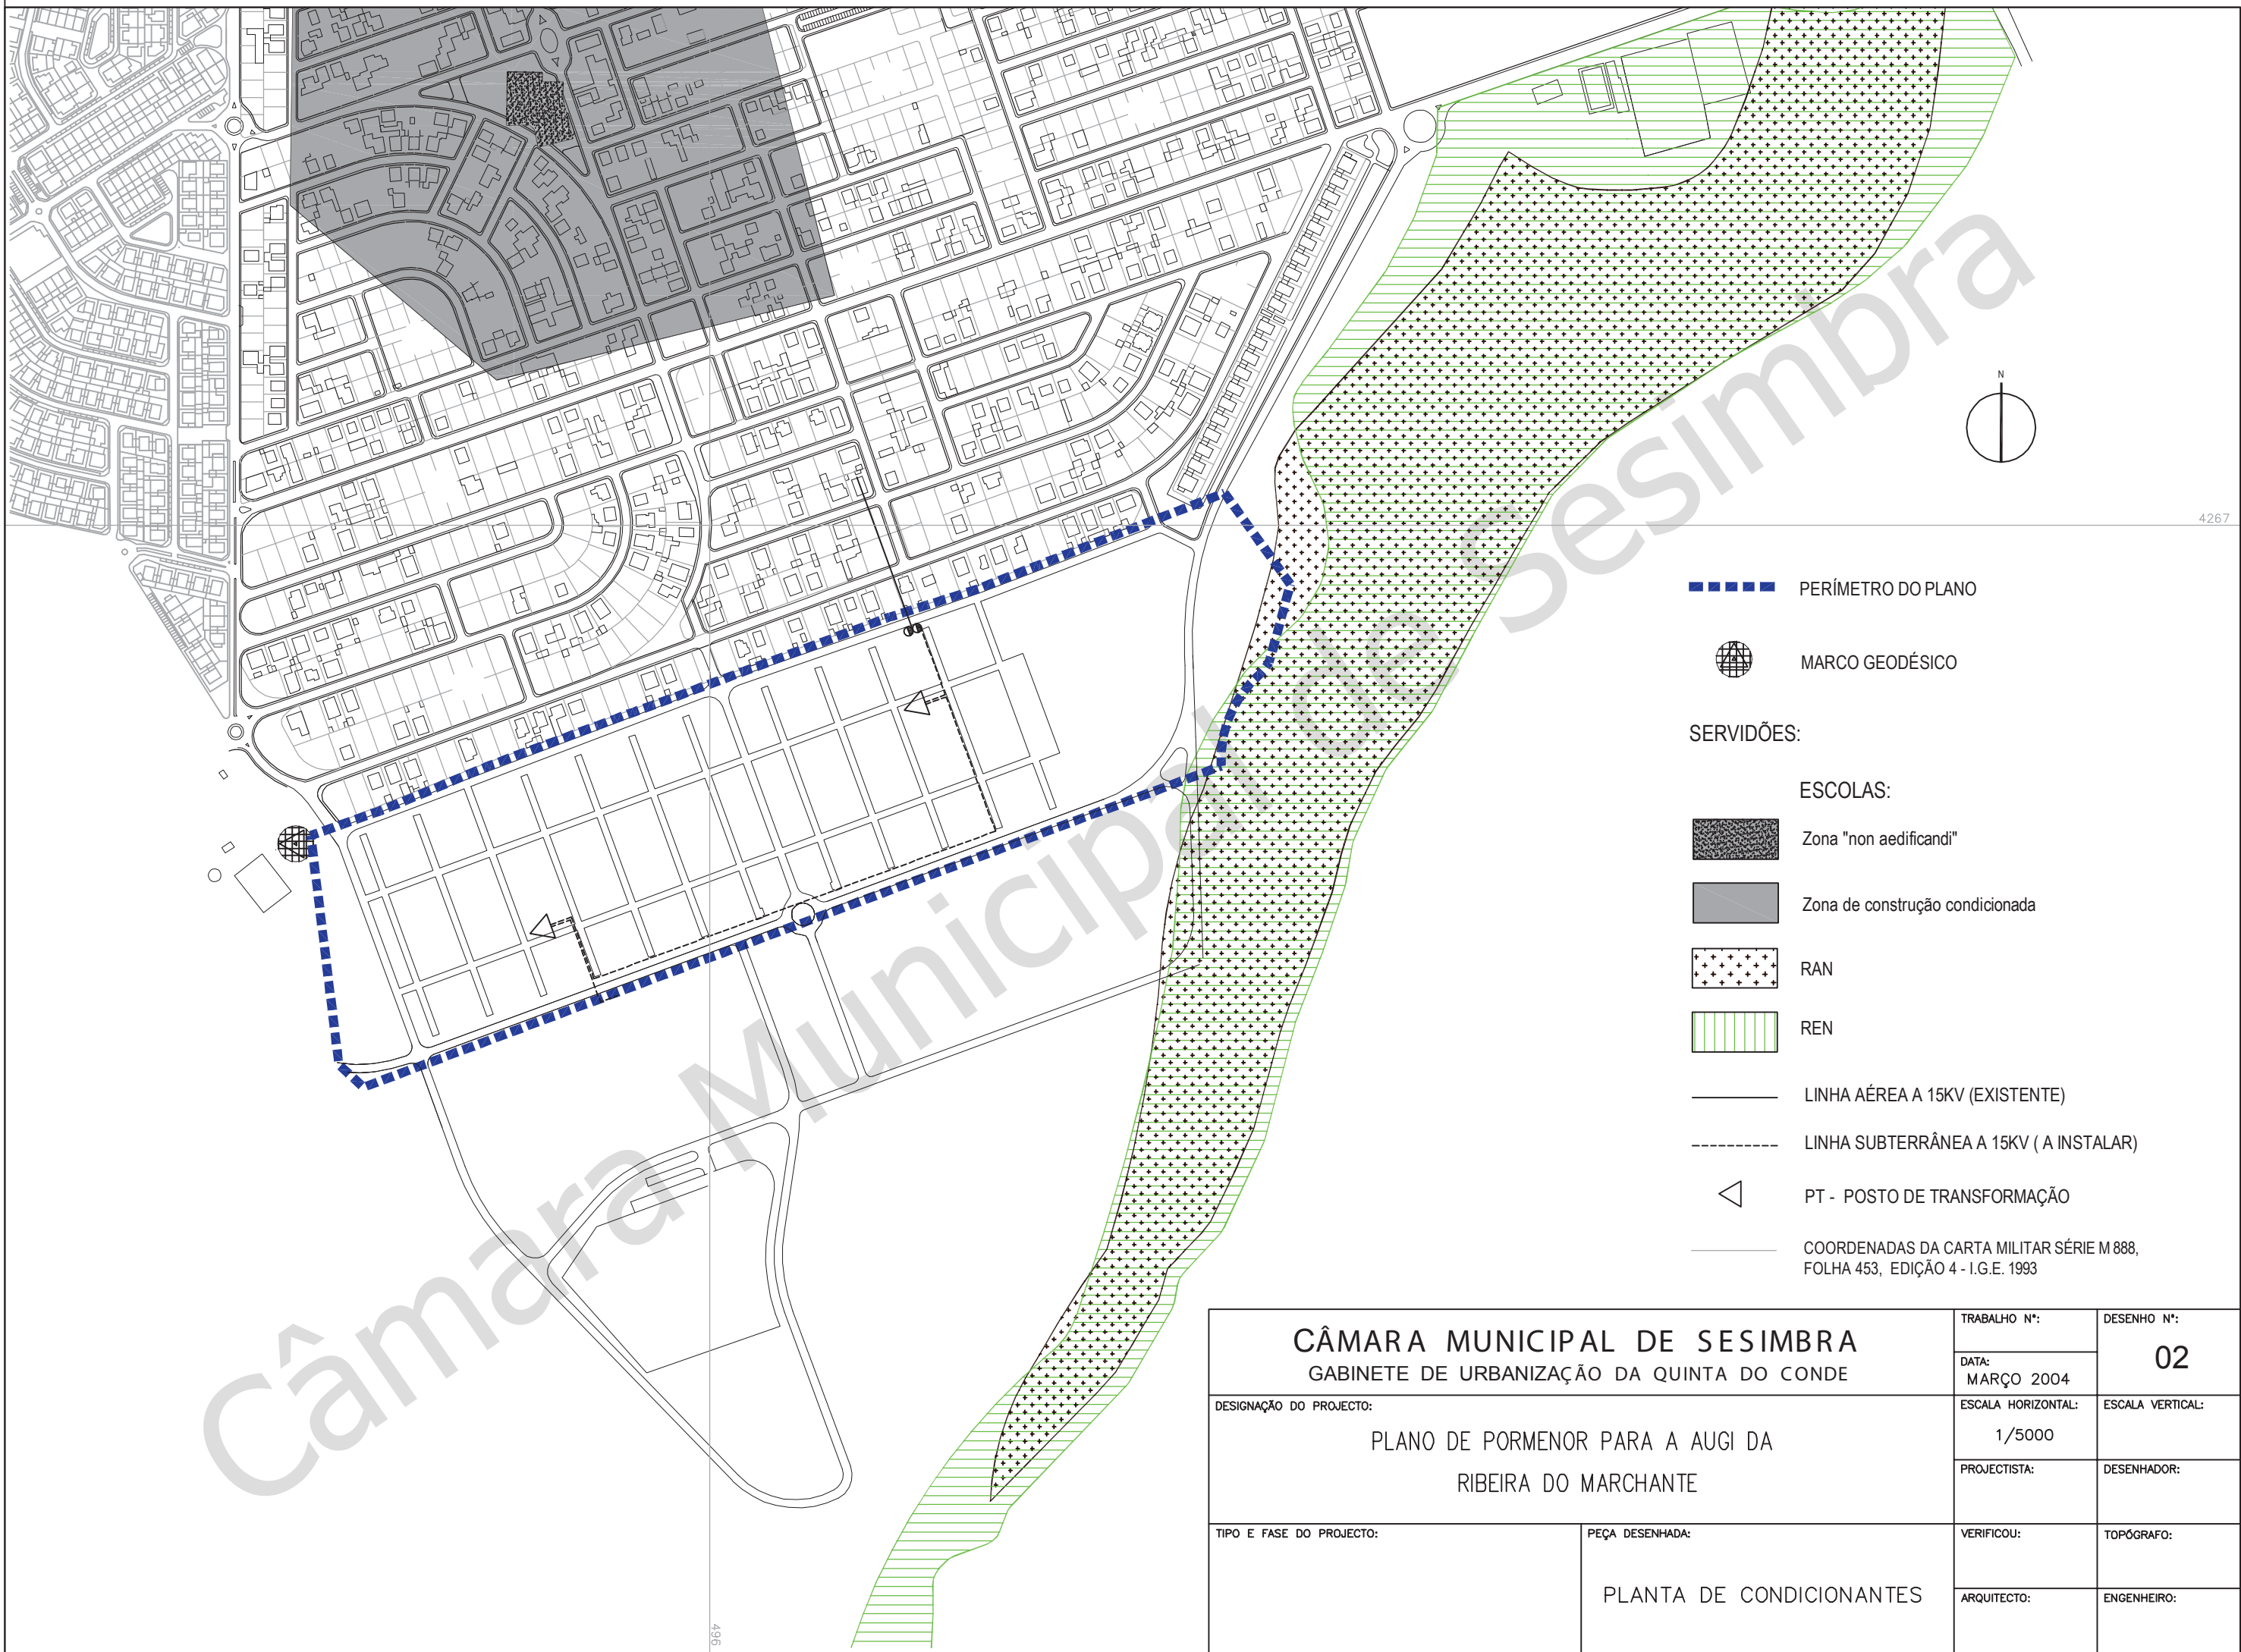 N
4267
PERÍMETRO DO PLANO
MARCO GEODÉSICO
SERVIDÕES:
ESCOLAS:
Zona "non aedificandi"
Zona de construção condicionada
RAN
REN
LINHA AÉREA A 15KV (EXISTENTE)
LINHA SUBTERRÂNEA A 15KV ( A INSTALAR)
PT - POSTO DE TRANSFORMAÇÃO
COORDENADAS DA CARTA MILITAR SÉRIE M 888,
FOLHA 453, EDIÇÃO 4 - I.G.E. 1993
Câmara Municipal de Sesimbra
496
CÂMARA MUNICIPAL DE SESIMBRA
GABINETE DE URBANIZAÇÃO DA QUINTA DO CONDE
TRABALHO Nº:
DESENHO Nº:
02
DATA:
MARÇO 2004
DESIGNAÇÃO DO PROJECTO:
PLANO DE PORMENOR PARA A AUGI DA
RIBEIRA DO MARCHANTE
ESCALA HORIZONTAL:
1/5000
ESCALA VERTICAL:
PROJECTISTA:
DESENHADOR:
TIPO E FASE DO PROJECTO:
PEÇA DESENHADA:
PLANTA DE CONDICIONANTES
VERIFICOU:
TOPÓGRAFO:
ARQUITECTO:
ENGENHEIRO: